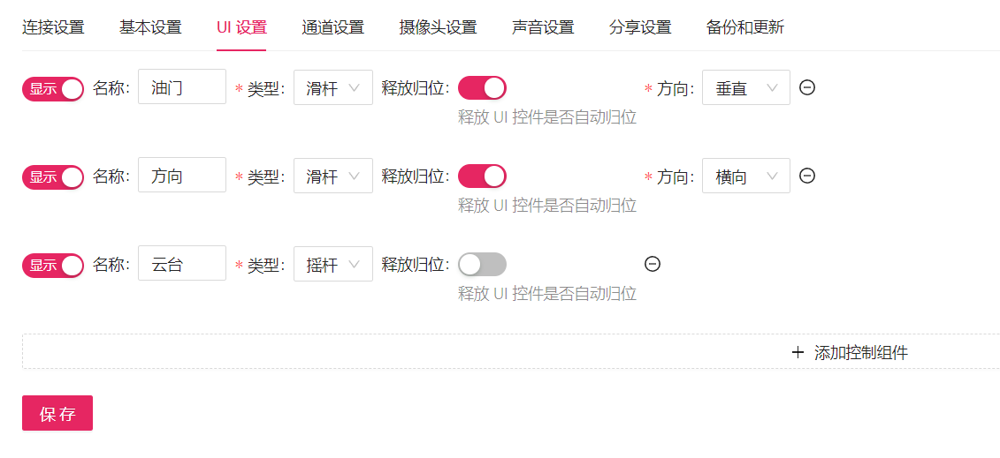 连接设置 基本设置 UI 设置 通道设置 摄像头设置 声音设置 分享设置 备份和更新
显示 名称: 油门 * 类型: 滑杆 释放归位: * 方向: 垂直
释放 UI 控件是否自动归位
显示 名称: 方向 * 类型: 滑杆 释放归位: * 方向: 横向
释放 UI 控件是否自动归位
显示 名称: 云台 * 类型: 摇杆 释放归位:
释放 UI 控件是否自动归位
+ 添加控制组件
保 存